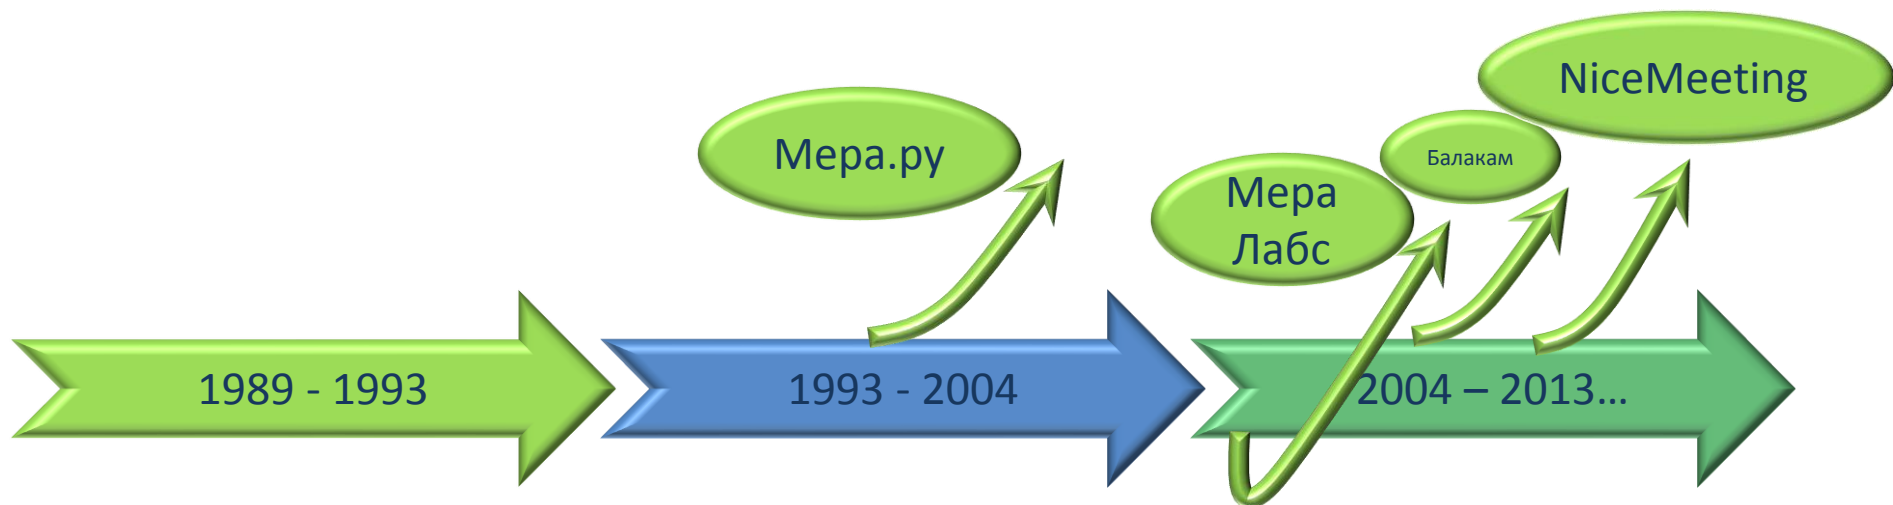 NiceMeeting
Мера.ру
Балакам
Мера
Лабс
1989 - 1993
1993 - 2004
2004 – 2013…